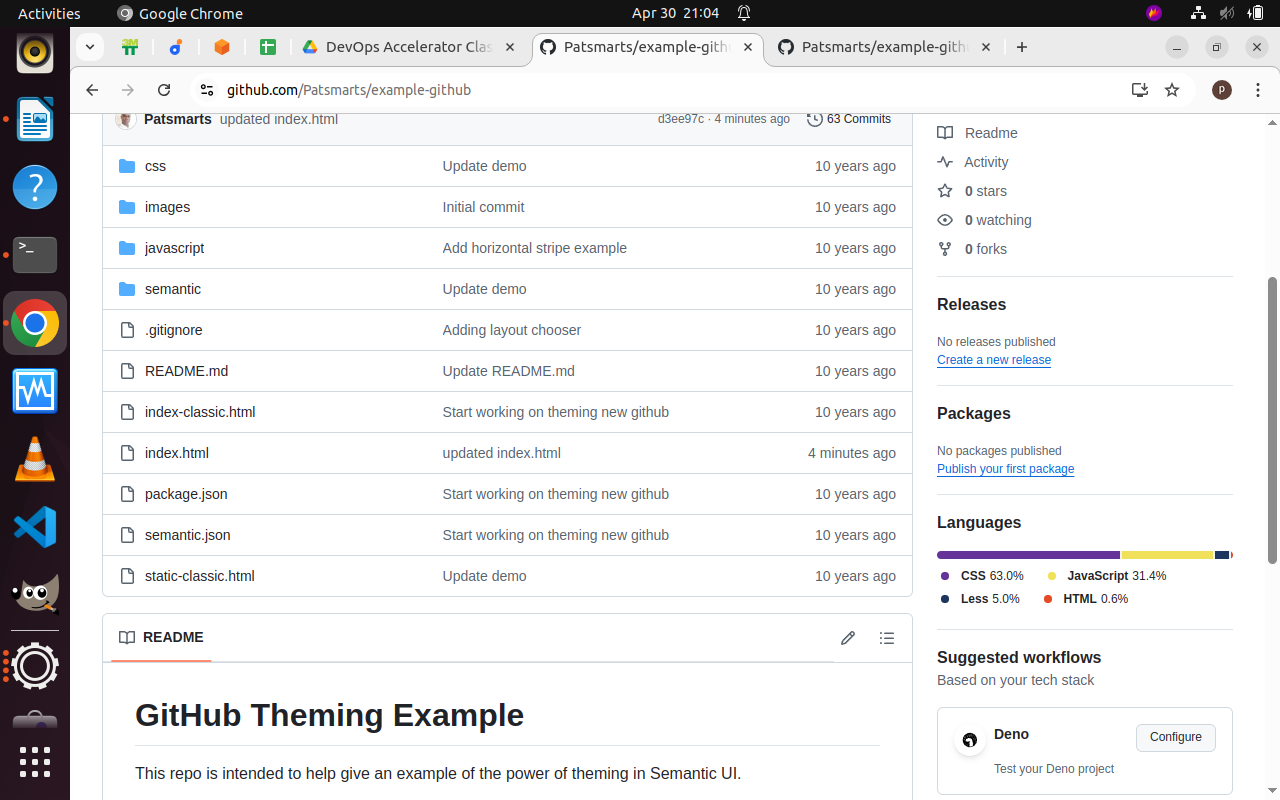 Activities
Google Chrome
Apr 30 21:04
DevOps Accelerator Clas
Patsmarts/example-gith
Patsmarts/example-gith
github.com/Patsmarts/example-github
P
Patsmarts updated index.html
d3ee97c · 4 minutes ago
63 Commits
css Update demo 10 years ago
images Initial commit 10 years ago
javascript Add horizontal stripe example 10 years ago
semantic Update demo 10 years ago
.gitignore Adding layout chooser 10 years ago
README.md Update README.md 10 years ago
index-classic.html Start working on theming new github 10 years ago
index.html updated index.html 4 minutes ago
package.json Start working on theming new github 10 years ago
semantic.json Start working on theming new github 10 years ago
static-classic.html Update demo 10 years ago
README
GitHub Theming Example
This repo is intended to help give an example of the power of theming in Semantic UI.
Readme
Activity
0 stars
0 watching
0 forks
Releases
No releases published
Create a new release
Packages
No packages published
Publish your first package
Languages
CSS 63.0% JavaScript 31.4%
Less 5.0% HTML 0.6%
Suggested workflows
Based on your tech stack
Deno
Configure
Test your Deno project